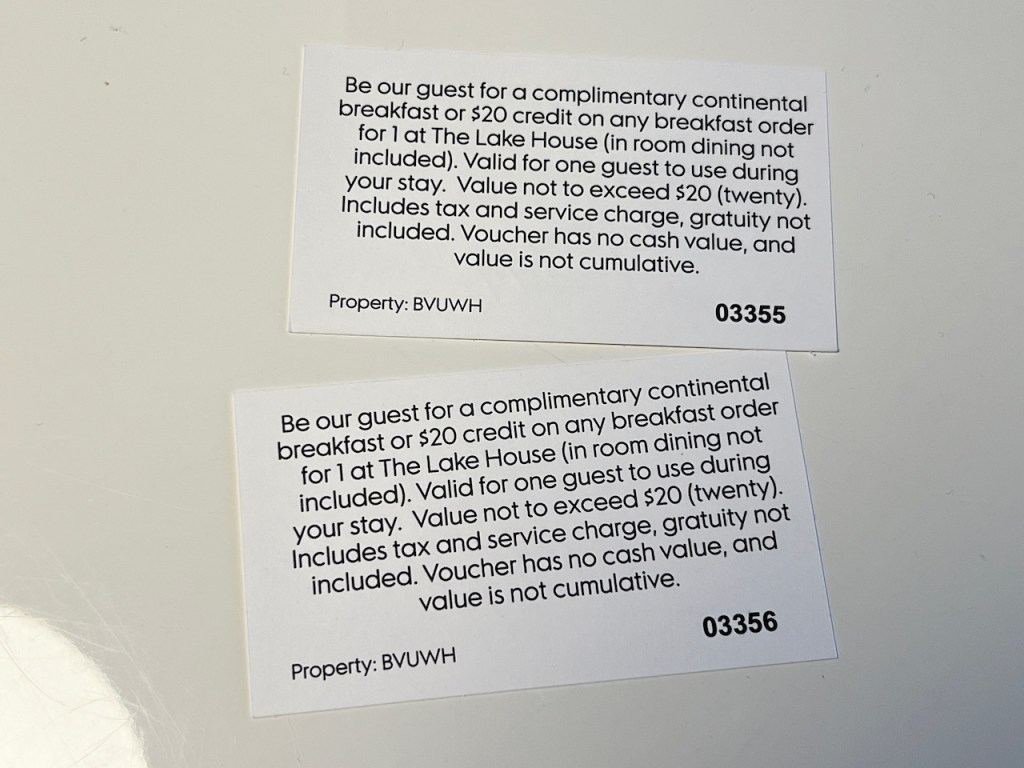 Be our guest for a complimentary continental
breakfast or $20 credit on any breakfast order
for 1 at The Lake House (in room dining not
included). Valid for one guest to use during
your stay.  Value not to exceed $20 (twenty).
Includes tax and service charge, gratuity not
included. Voucher has no cash value, and
value is not cumulative.
Property: BVUWH
03355
Be our guest for a complimentary continental
breakfast or $20 credit on any breakfast order
for 1 at The Lake House (in room dining not
included). Valid for one guest to use during
your stay.  Value not to exceed $20 (twenty).
Includes tax and service charge, gratuity not
included. Voucher has no cash value, and
value is not cumulative.
Property: BVUWH
03356